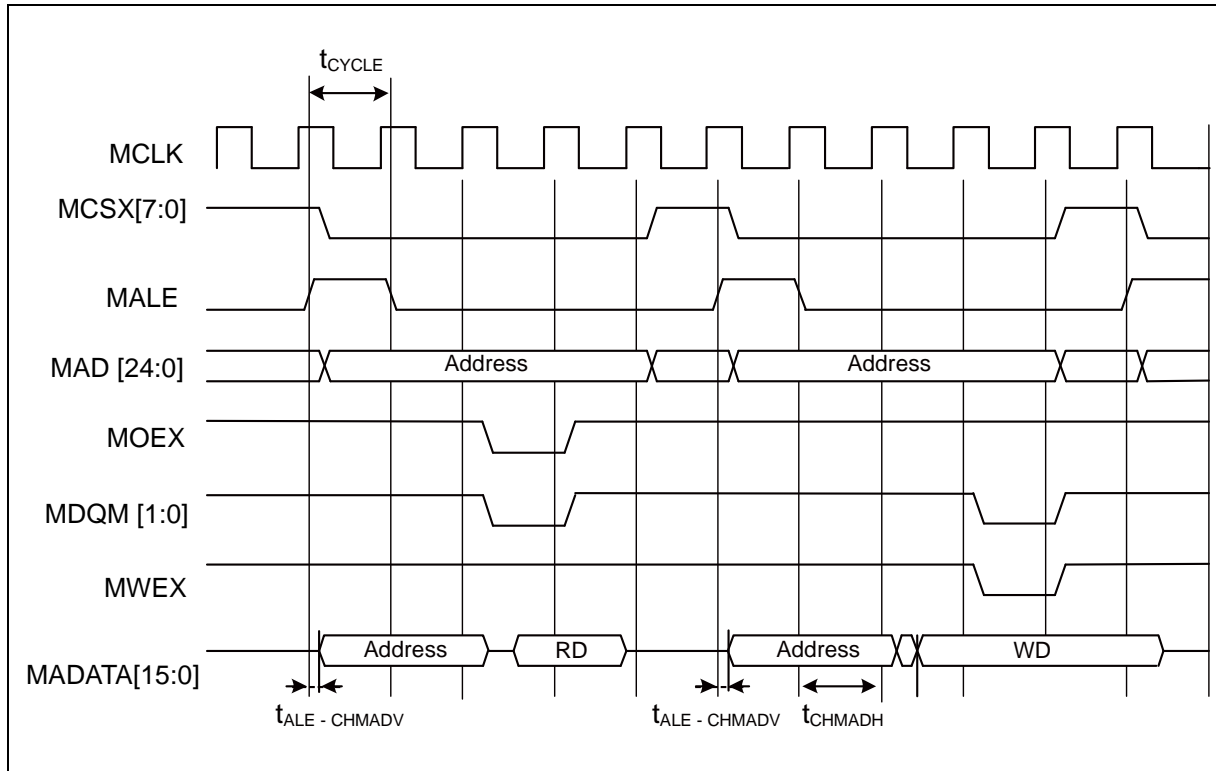 tCYCLE
MCLK
MCSX[7:0]
MALE
MAD [24:0]
Address
Address
MOEX
MDQM [1:0]
MWEX
MADATA[15:0]
Address
RD
Address
WD
tALE - CHMADV
tALE - CHMADV
tCHMADH